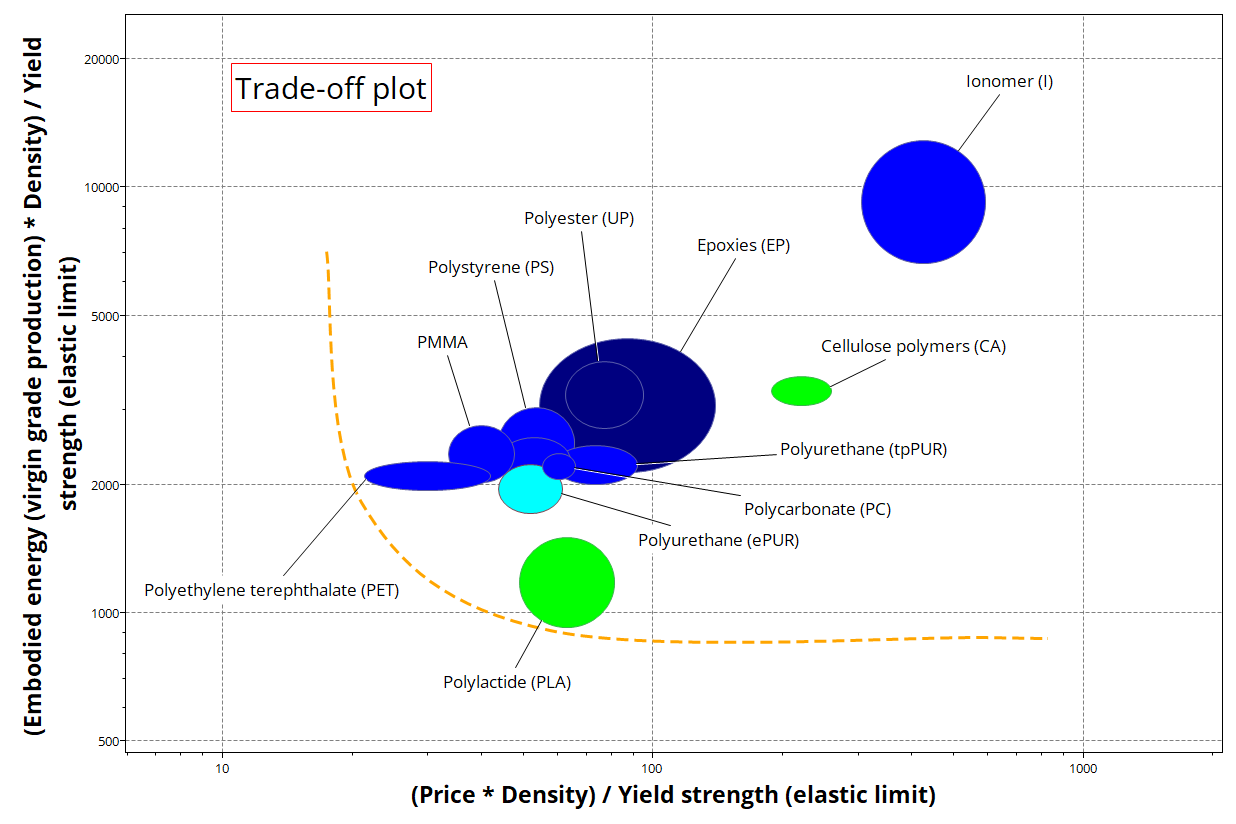 Trade-off plot
(Embodied energy (virgin grade production) * Density) / Yield
strength (elastic limit)
20000
10000
5000
2000
1000
500
Ionomer (I)
Polyester (UP)
Epoxies (EP)
Polystyrene (PS)
PMMA
Cellulose polymers (CA)
Polyurethane (tpPUR)
Polycarbonate (PC)
Polyurethane (ePUR)
Polyethylene terephthalate (PET)
Polylactide (PLA)
10
100
1000
(Price * Density) / Yield strength (elastic limit)